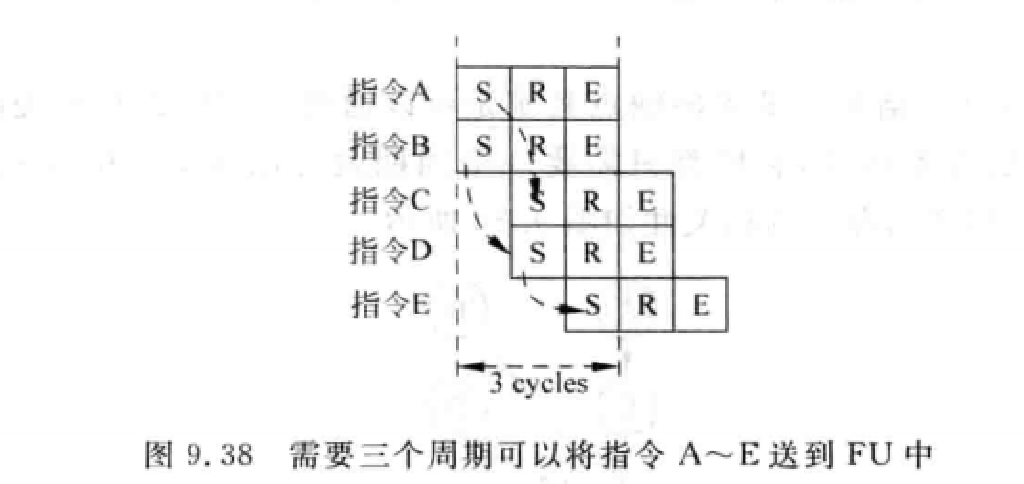 指令A S R E
指令B S R E
指令C S R E
指令D S R E
指令E S R E
3 cycles
图 9.38 需要三个周期可以将指令 A～E 送到 FU 中